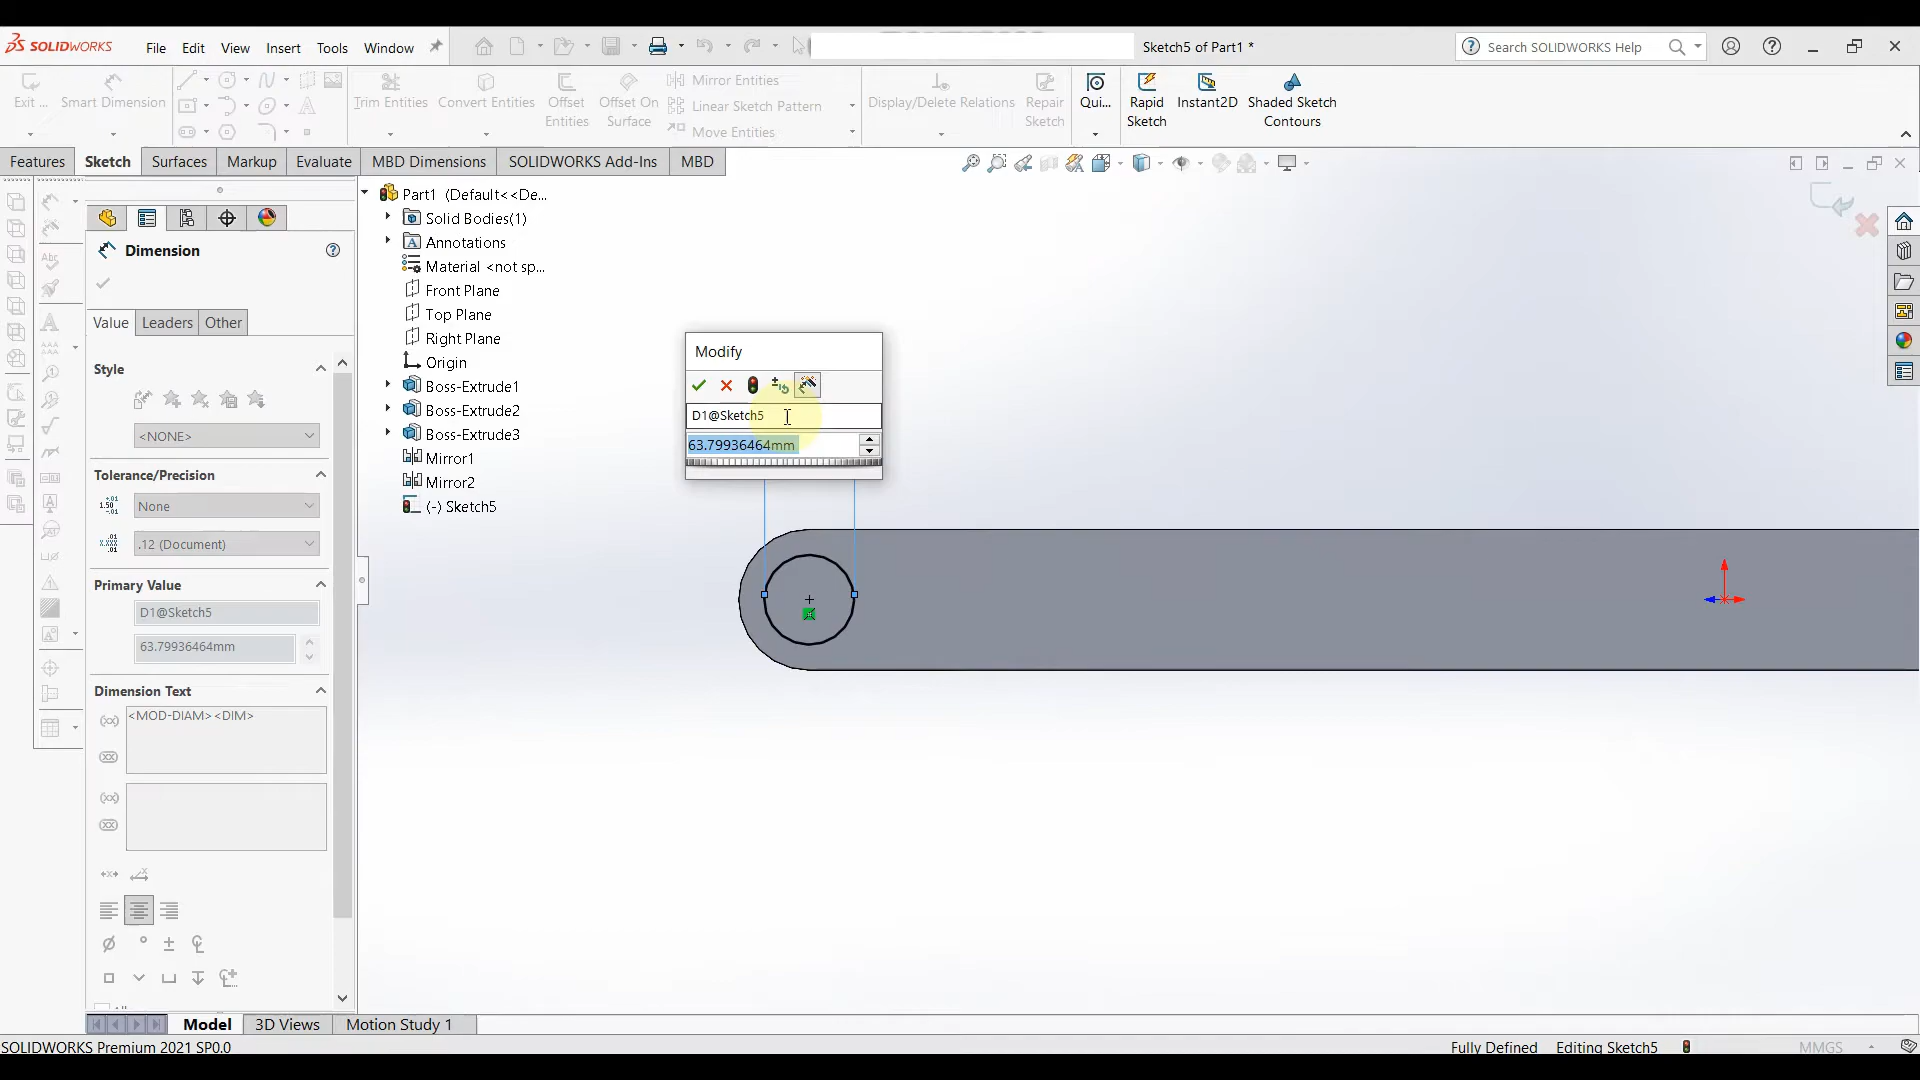 SOLIDWORKS
File Edit View Insert Tools Window
Sketch5 of Part1 *
Search SOLIDWORKS Help
Exit ...
Smart Dimension
Trim Entities
Convert Entities
Offset Entities
Offset On Surface
Mirror Entities
Linear Sketch Pattern
Move Entities
Display/Delete Relations
Repair Sketch
Qui...
Rapid Sketch
Instant2D
Shaded Sketch Contours
Features Sketch Surfaces Markup Evaluate MBD Dimensions SOLIDWORKS Add-Ins MBD
Dimension
Value Leaders Other
Style
<NONE>
Tolerance/Precision
None
.12 (Document)
Primary Value
D1@Sketch5
63.79936464mm
Dimension Text
<MOD-DIAM><DIM>
Part1 (Default<<De...
Solid Bodies(1)
Annotations
Material <not sp...
Front Plane
Top Plane
Right Plane
Origin
Boss-Extrude1
Boss-Extrude2
Boss-Extrude3
Mirror1
Mirror2
(-) Sketch5
Modify
D1@Sketch5
63.79936464mm
Model 3D Views Motion Study 1
SOLIDWORKS Premium 2021 SP0.0
Fully Defined Editing Sketch5 MMGS